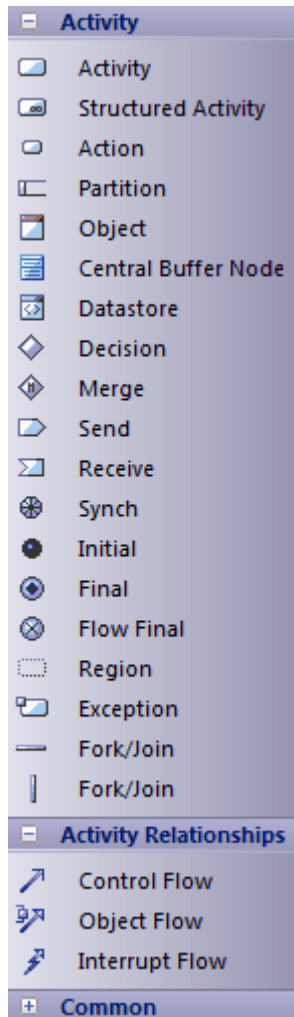 Activity
Activity
Structured Activity
Action
Partition
Object
Central Buffer Node
Datastore
Decision
Merge
Send
Receive
Synch
Initial
Final
Flow Final
Region
Exception
Fork/Join
Fork/Join
Activity Relationships
Control Flow
Object Flow
Interrupt Flow
Common